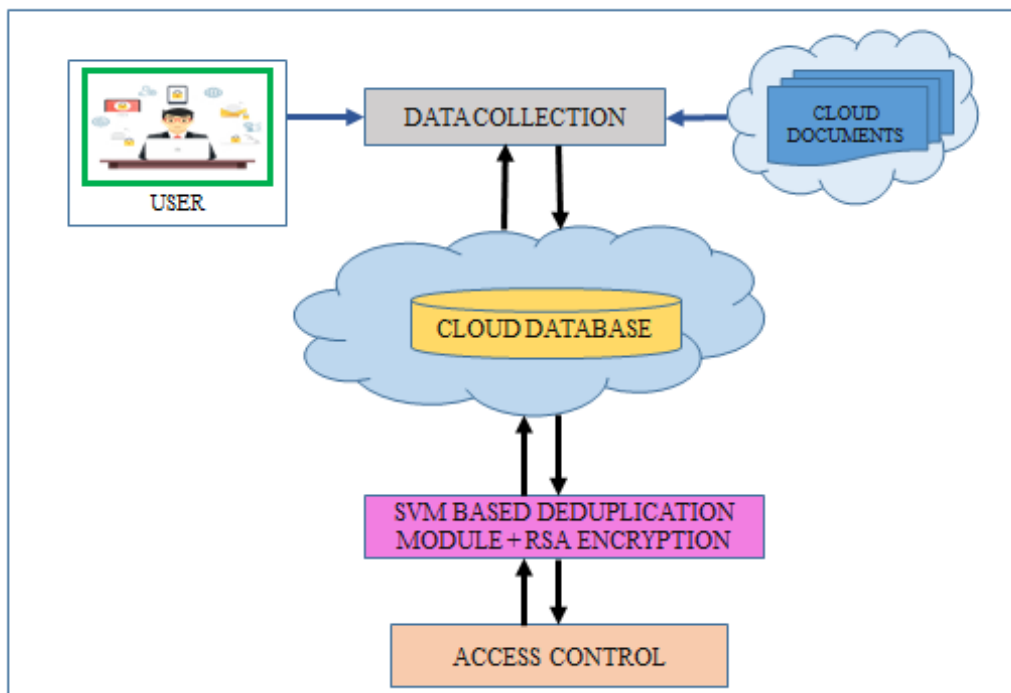 USER
DATA COLLECTION
CLOUD
DOCUMENTS
CLOUD DATABASE
SVM BASED DEDUPLICATION
MODULE + RSA ENCRYPTION
ACCESS CONTROL